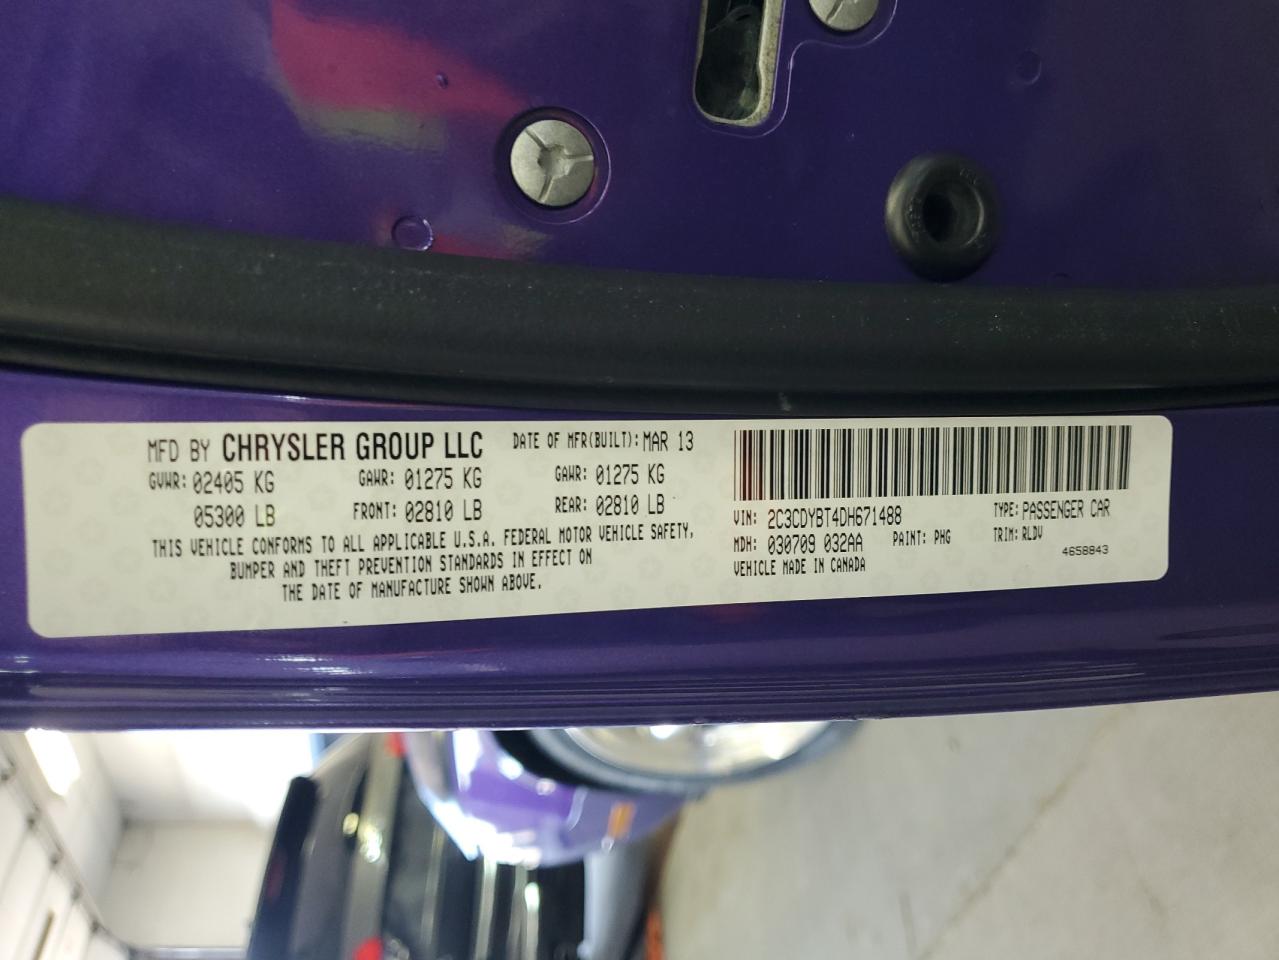 MFD BY CHRYSLER GROUP LLC DATE OF MFR(BUILT): MAR 13
GVWR: 02405 KG GAWR: 01275 KG GAWR: 01275 KG
05300 LB FRONT: 02810 LB REAR: 02810 LB
THIS VEHICLE CONFORMS TO ALL APPLICABLE U.S.A. FEDERAL MOTOR VEHICLE SAFETY,
BUMPER AND THEFT PREVENTION STANDARDS IN EFFECT ON
THE DATE OF MANUFACTURE SHOWN ABOVE.
VIN: 2C3CDYBT4DH671488 TYPE: PASSENGER CAR
MDH: 030709 032AA PAINT: PHG TRIM: RLDV
VEHICLE MADE IN CANADA 4658843